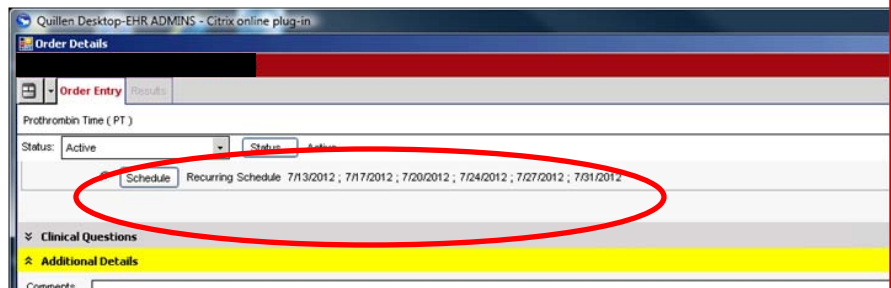 Quillen Desktop-EHR ADMINS - Citrix online plug-in
Order Details
Order Entry Results
Prothrombin Time ( PT )
Status: Active Status Active
Schedule Recurring Schedule 7/13/2012 ; 7/17/2012 ; 7/20/2012 ; 7/24/2012 ; 7/27/2012 ; 7/31/2012
Clinical Questions
Additional Details
Comments